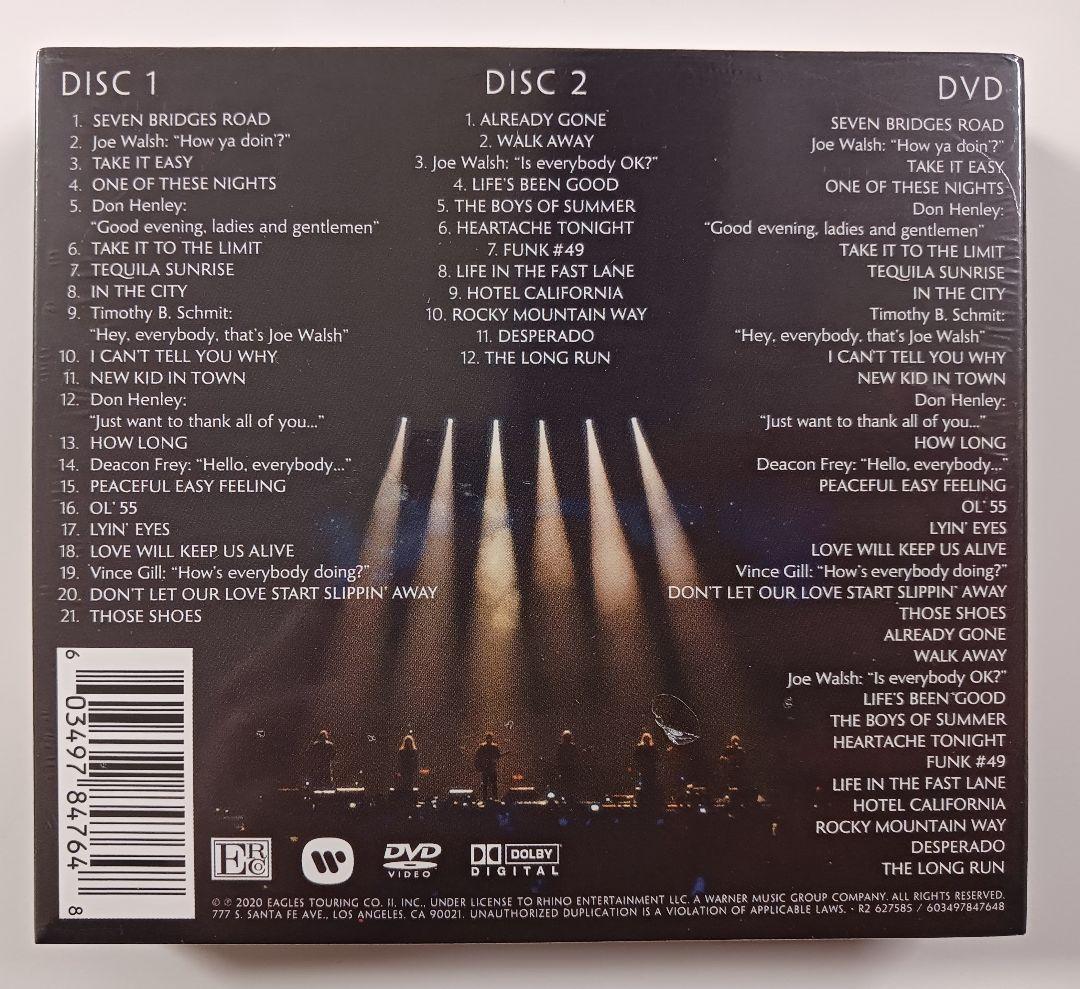 DISC 1
1. SEVEN BRIDGES ROAD
2. Joe Walsh: “How ya doin’?”
3. TAKE IT EASY
4. ONE OF THESE NIGHTS
5. Don Henley:
“Good evening, ladies and gentlemen”
6. TAKE IT TO THE LIMIT
7. TEQUILA SUNRISE
8. IN THE CITY
9. Timothy B. Schmit:
“Hey, everybody, that’s Joe Walsh”
10. I CAN’T TELL YOU WHY
11. NEW KID IN TOWN
12. Don Henley:
“Just want to thank all of you...”
13. HOW LONG
14. Deacon Frey: “Hello, everybody...”
15. PEACEFUL EASY FEELING
16. OL’ 55
17. LYIN’ EYES
18. LOVE WILL KEEP US ALIVE
19. Vince Gill: “How’s everybody doing?”
20. DON’T LET OUR LOVE START SLIPPIN’ AWAY
21. THOSE SHOES
DISC 2
1. ALREADY GONE
2. WALK AWAY
3. Joe Walsh: “Is everybody OK?”
4. LIFE’S BEEN GOOD
5. THE BOYS OF SUMMER
6. HEARTACHE TONIGHT
7. FUNK #49
8. LIFE IN THE FAST LANE
9. HOTEL CALIFORNIA
10. ROCKY MOUNTAIN WAY
11. DESPERADO
12. THE LONG RUN
DVD
SEVEN BRIDGES ROAD
Joe Walsh: “How ya doin’?”
TAKE IT EASY
ONE OF THESE NIGHTS
Don Henley:
“Good evening, ladies and gentlemen”
TAKE IT TO THE LIMIT
TEQUILA SUNRISE
IN THE CITY
Timothy B. Schmit:
“Hey, everybody, that’s Joe Walsh”
I CAN’T TELL YOU WHY
NEW KID IN TOWN
Don Henley:
“Just want to thank all of you...”
HOW LONG
Deacon Frey: “Hello, everybody...”
PEACEFUL EASY FEELING
OL’ 55
LYIN’ EYES
LOVE WILL KEEP US ALIVE
Vince Gill: “How’s everybody doing?”
DON’T LET OUR LOVE START SLIPPIN’ AWAY
THOSE SHOES
ALREADY GONE
WALK AWAY
Joe Walsh: “Is everybody OK?”
LIFE’S BEEN GOOD
THE BOYS OF SUMMER
HEARTACHE TONIGHT
FUNK #49
LIFE IN THE FAST LANE
HOTEL CALIFORNIA
ROCKY MOUNTAIN WAY
DESPERADO
THE LONG RUN
6 03497 84764 8
ERCo
DVD
VIDEO
DOLBY
DIGITAL
© ℗ 2020 EAGLES TOURING CO. II, INC., UNDER LICENSE TO RHINO ENTERTAINMENT LLC. A WARNER MUSIC GROUP COMPANY. ALL RIGHTS RESERVED.
777 S. SANTA FE AVE., LOS ANGELES, CA 90021. UNAUTHORIZED DUPLICATION IS A VIOLATION OF APPLICABLE LAWS. • R2 627585 / 603497847648